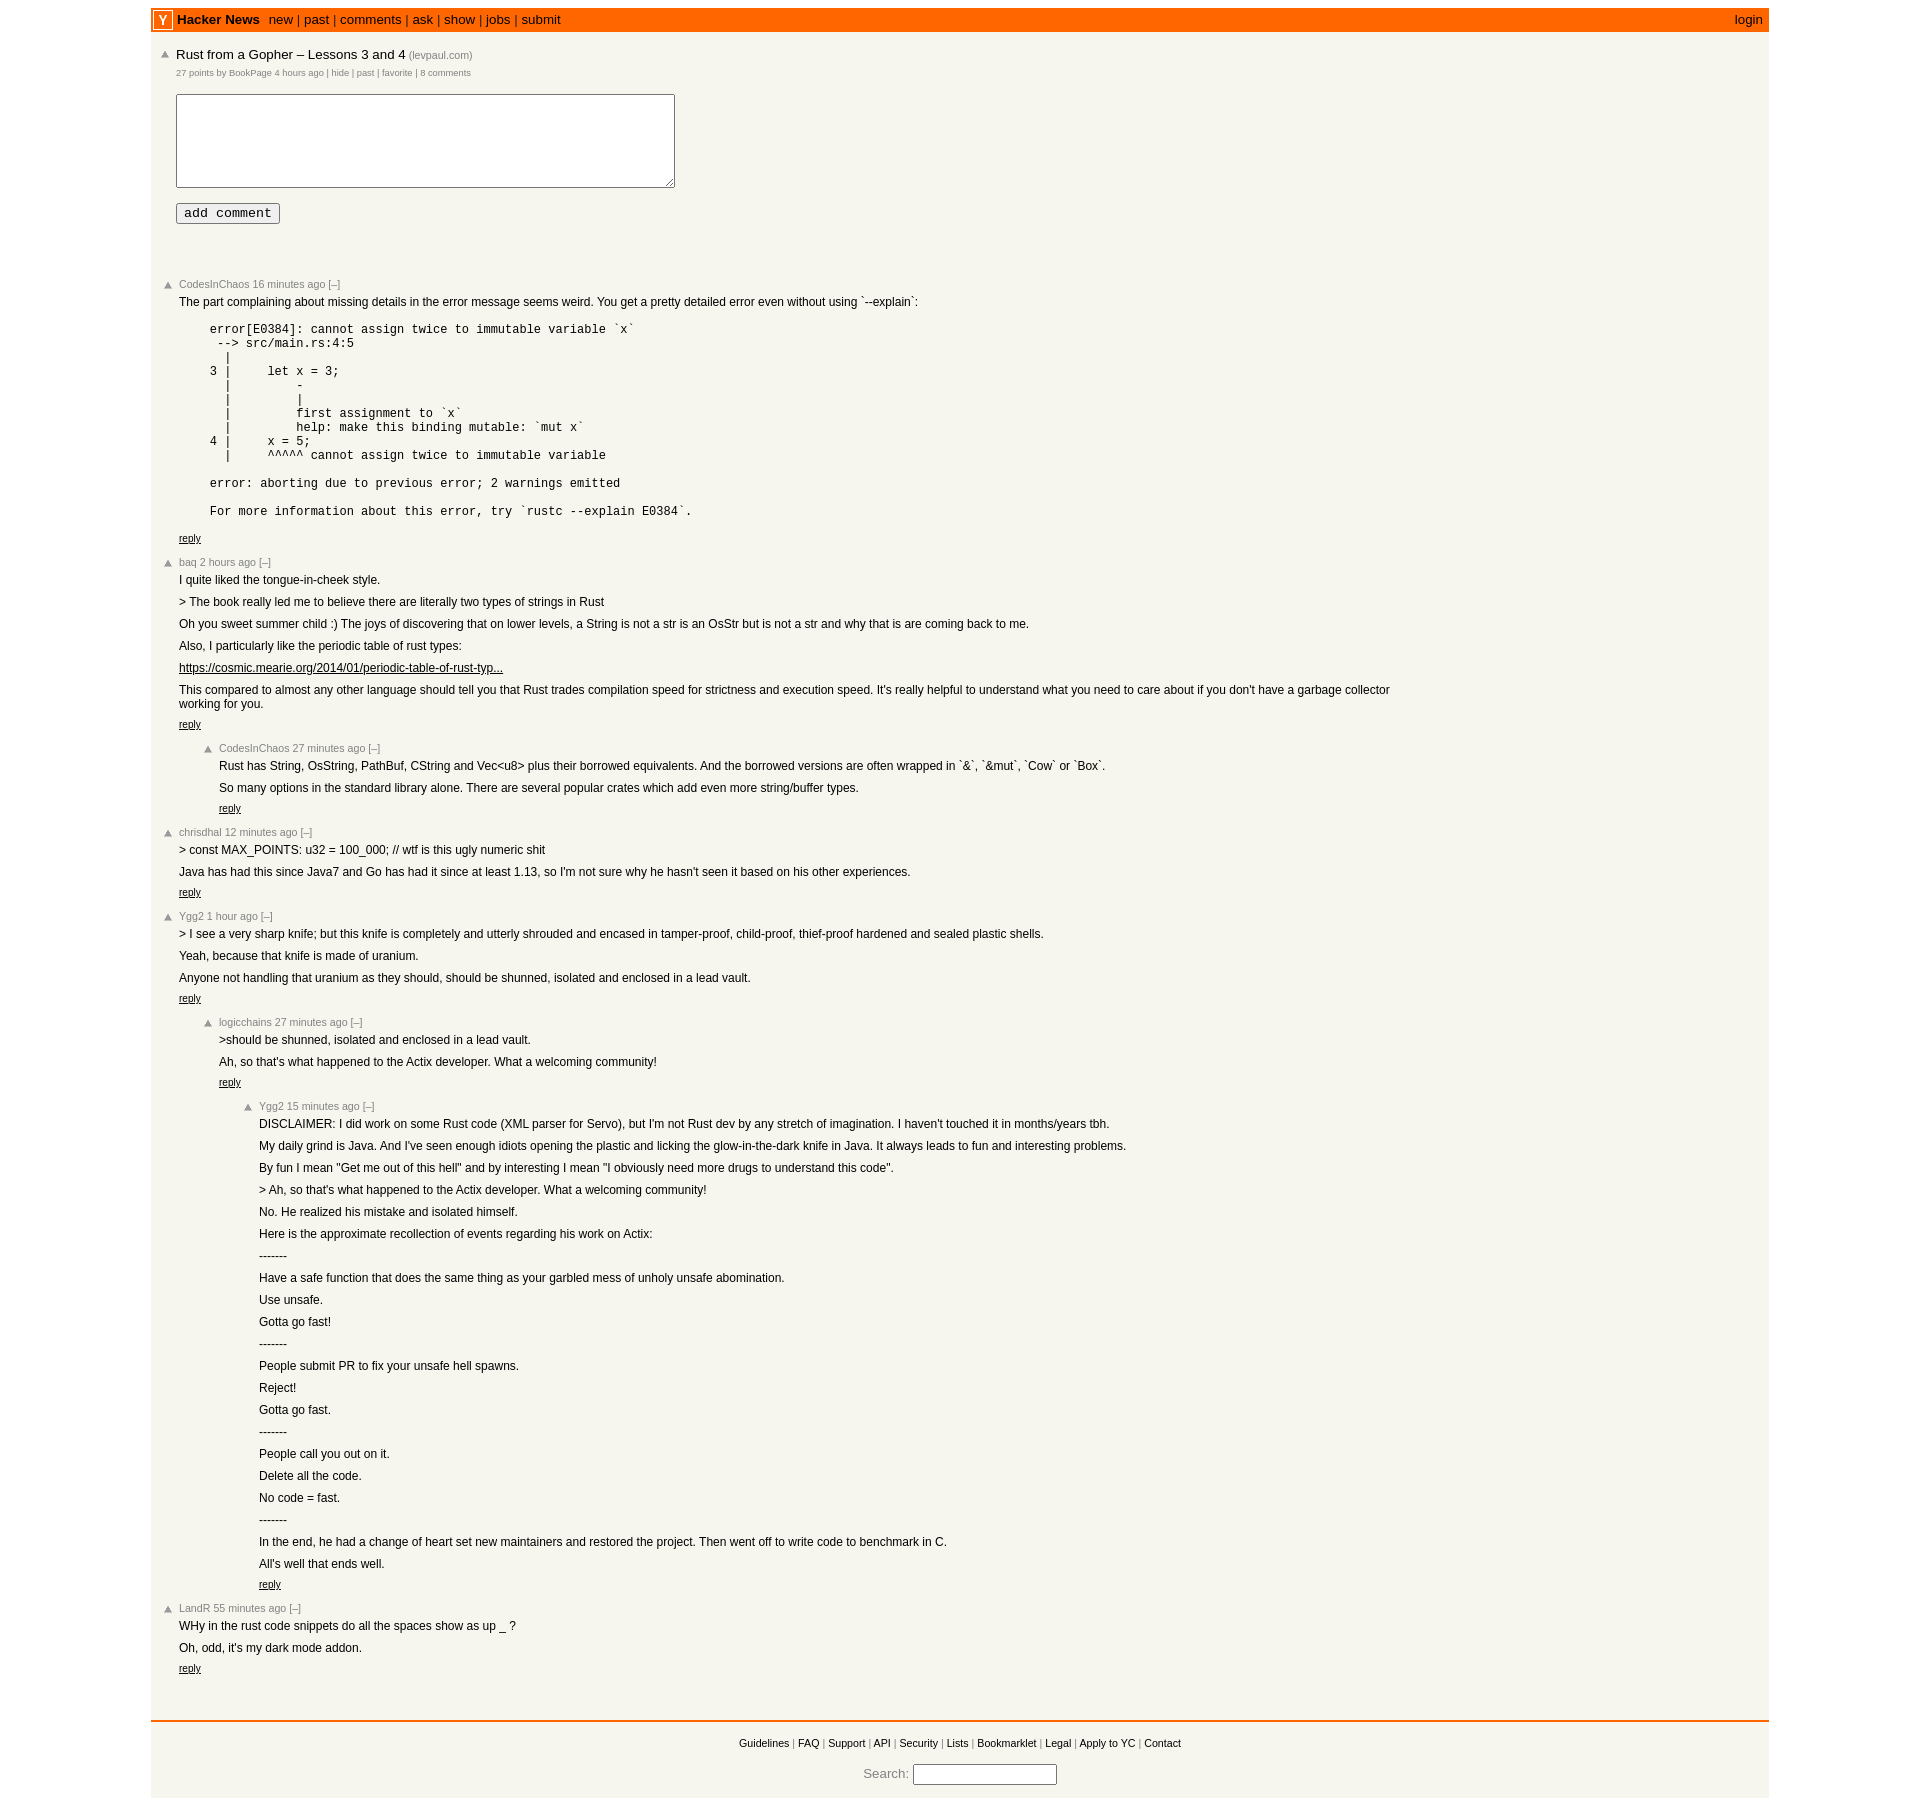 Y Hacker News new | past | comments | ask | show | jobs | submit login
Rust from a Gopher – Lessons 3 and 4 (levpaul.com)
27 points by BookPage 4 hours ago | hide | past | favorite | 8 comments
add comment
CodesInChaos 16 minutes ago [–]
The part complaining about missing details in the error message seems weird. You get a pretty detailed error even without using `--explain`:
error[E0384]: cannot assign twice to immutable variable `x`
 --> src/main.rs:4:5
  |
3 |     let x = 3;
  |         -
  |         |
  |         first assignment to `x`
  |         help: make this binding mutable: `mut x`
4 |     x = 5;
  |     ^^^^^ cannot assign twice to immutable variable
error: aborting due to previous error; 2 warnings emitted
For more information about this error, try `rustc --explain E0384`.
reply
baq 2 hours ago [–]
I quite liked the tongue-in-cheek style.
> The book really led me to believe there are literally two types of strings in Rust
Oh you sweet summer child :) The joys of discovering that on lower levels, a String is not a str is an OsStr but is not a str and why that is are coming back to me.
Also, I particularly like the periodic table of rust types:
https://cosmic.mearie.org/2014/01/periodic-table-of-rust-typ...
This compared to almost any other language should tell you that Rust trades compilation speed for strictness and execution speed. It's really helpful to understand what you need to care about if you don't have a garbage collector
working for you.
reply
CodesInChaos 27 minutes ago [–]
Rust has String, OsString, PathBuf, CString and Vec<u8> plus their borrowed equivalents. And the borrowed versions are often wrapped in `&`, `&mut`, `Cow` or `Box`.
So many options in the standard library alone. There are several popular crates which add even more string/buffer types.
reply
chrisdhal 12 minutes ago [–]
> const MAX_POINTS: u32 = 100_000; // wtf is this ugly numeric shit
Java has had this since Java7 and Go has had it since at least 1.13, so I'm not sure why he hasn't seen it based on his other experiences.
reply
Ygg2 1 hour ago [–]
> I see a very sharp knife; but this knife is completely and utterly shrouded and encased in tamper-proof, child-proof, thief-proof hardened and sealed plastic shells.
Yeah, because that knife is made of uranium.
Anyone not handling that uranium as they should, should be shunned, isolated and enclosed in a lead vault.
reply
logicchains 27 minutes ago [–]
>should be shunned, isolated and enclosed in a lead vault.
Ah, so that's what happened to the Actix developer. What a welcoming community!
reply
Ygg2 15 minutes ago [–]
DISCLAIMER: I did work on some Rust code (XML parser for Servo), but I'm not Rust dev by any stretch of imagination. I haven't touched it in months/years tbh.
My daily grind is Java. And I've seen enough idiots opening the plastic and licking the glow-in-the-dark knife in Java. It always leads to fun and interesting problems.
By fun I mean "Get me out of this hell" and by interesting I mean "I obviously need more drugs to understand this code".
> Ah, so that's what happened to the Actix developer. What a welcoming community!
No. He realized his mistake and isolated himself.
Here is the approximate recollection of events regarding his work on Actix:
-------
Have a safe function that does the same thing as your garbled mess of unholy unsafe abomination.
Use unsafe.
Gotta go fast!
-------
People submit PR to fix your unsafe hell spawns.
Reject!
Gotta go fast.
-------
People call you out on it.
Delete all the code.
No code = fast.
-------
In the end, he had a change of heart set new maintainers and restored the project. Then went off to write code to benchmark in C.
All's well that ends well.
reply
LandR 55 minutes ago [–]
WHy in the rust code snippets do all the spaces show as up _ ?
Oh, odd, it's my dark mode addon.
reply
Guidelines | FAQ | Support | API | Security | Lists | Bookmarklet | Legal | Apply to YC | Contact
Search: